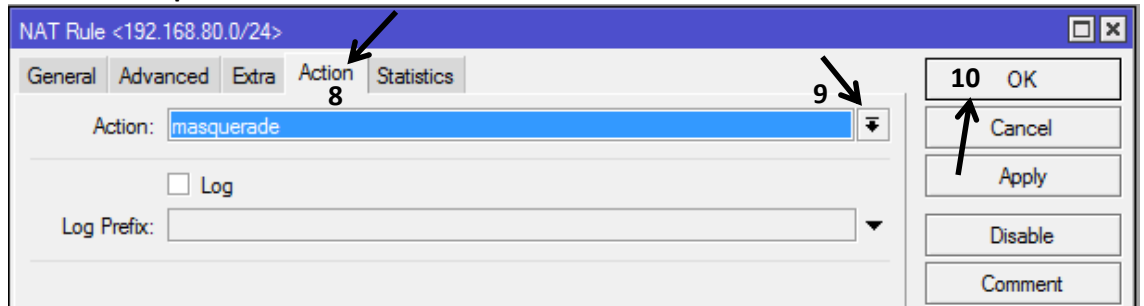 NAT Rule <192.168.80.0/24>
General Advanced Extra Action Statistics
8
9
10 OK
Action: masquerade
Cancel
Log
Apply
Log Prefix:
Disable
Comment